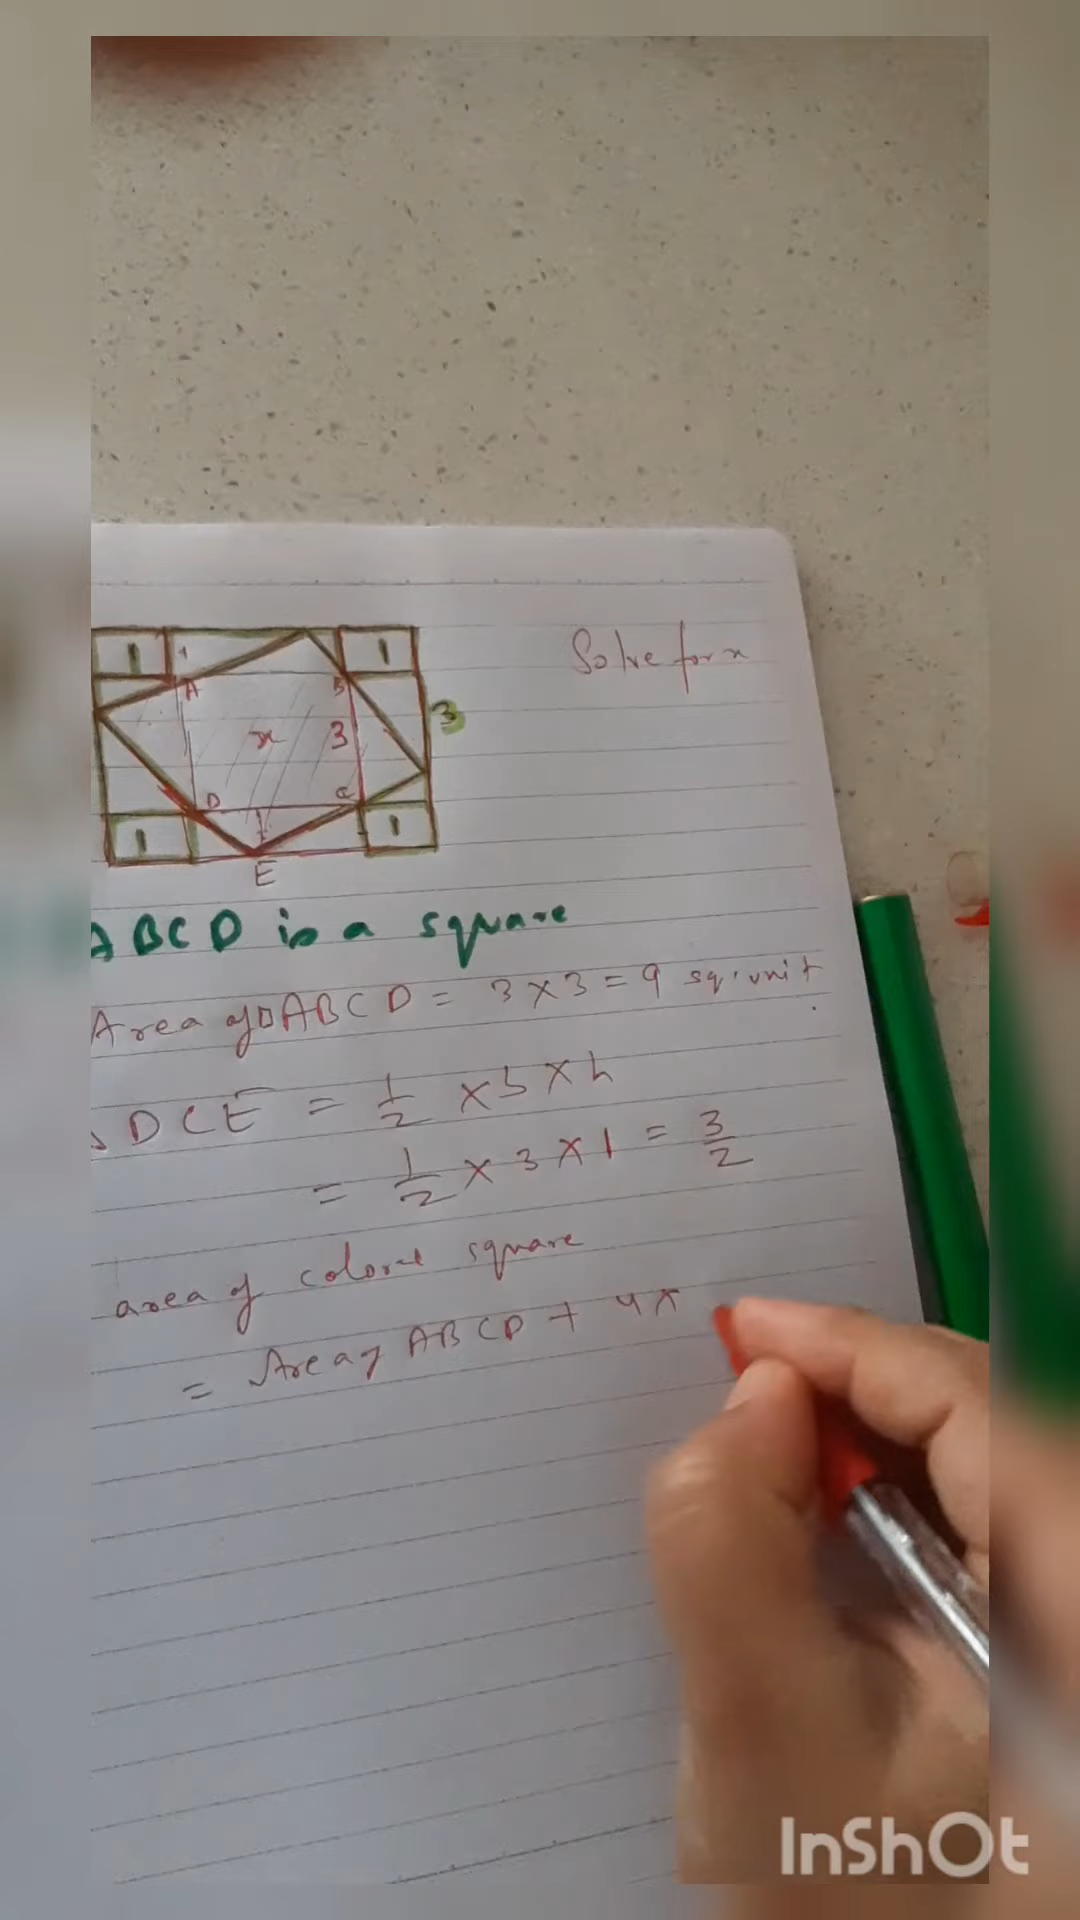 Solve for x
1 1 1
A B
x 3 3
D C
1 1
E
ABCD is a square
Area of □ABCD = 3 × 3 = 9 sq. unit
DCE = 1/2 × b × h
= 1/2 × 3 × 1 = 3/2
area of colored square
= Area of ABCD + 4 ×
InShOt